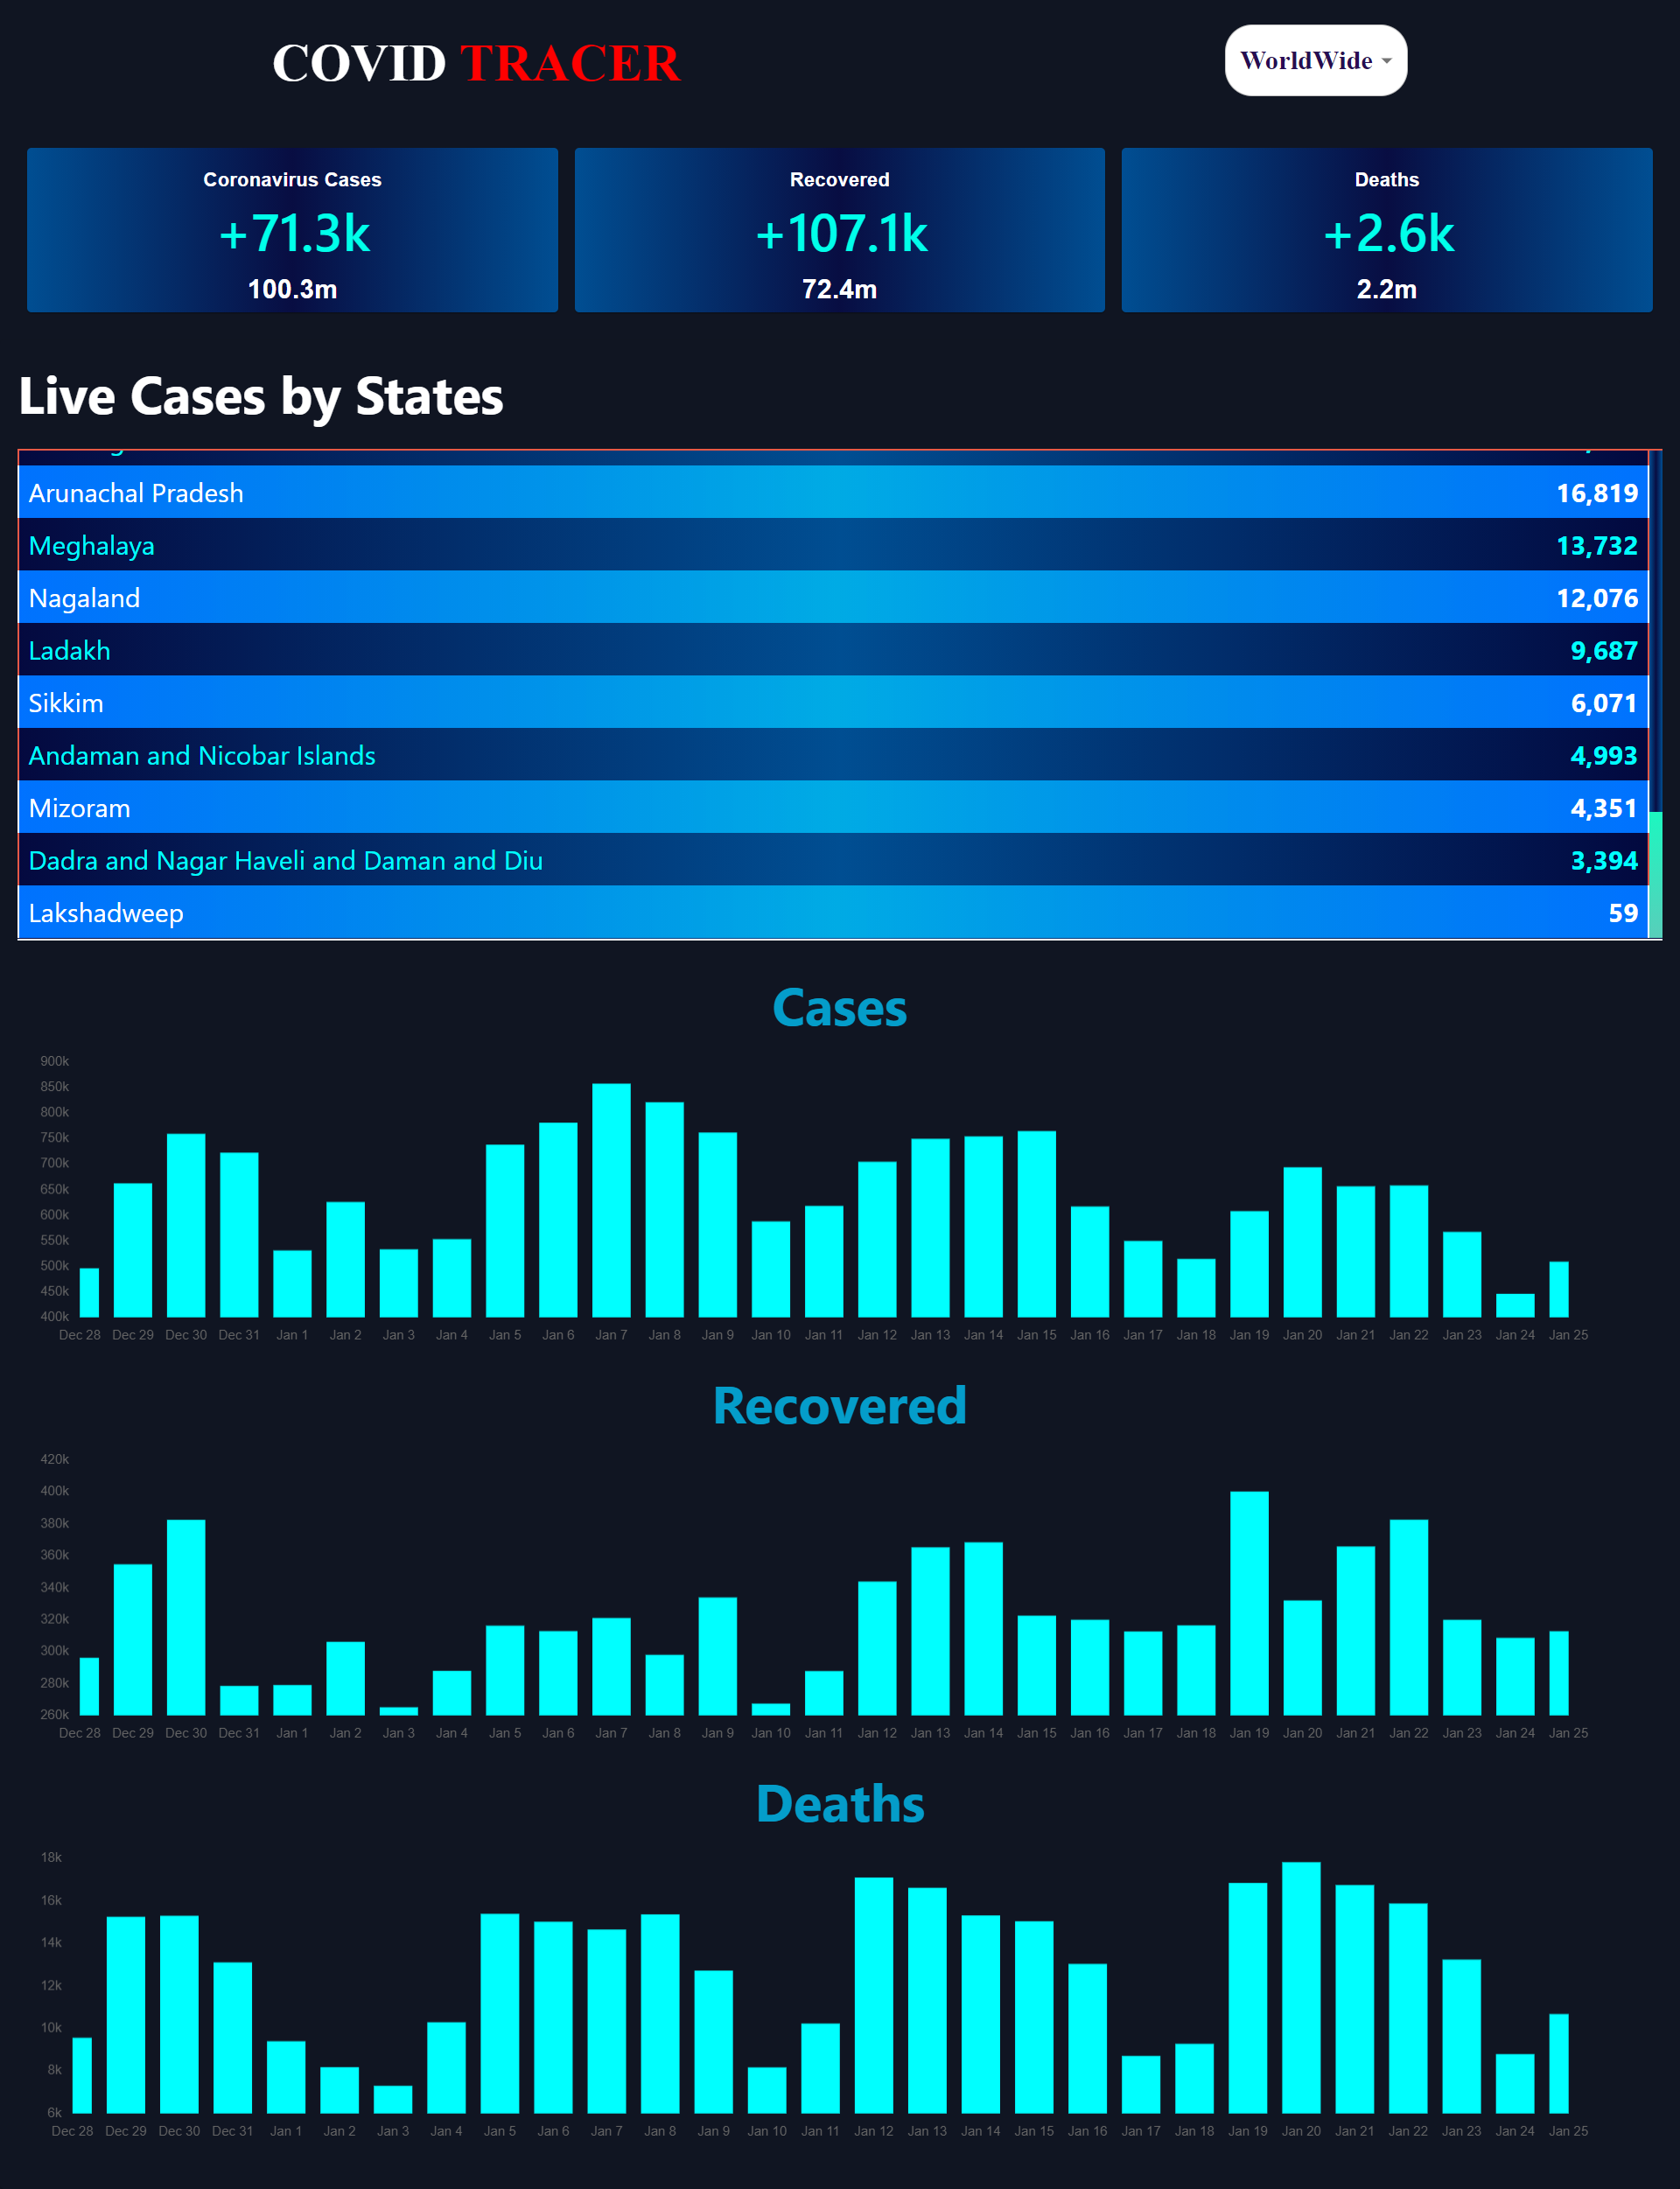 COVID TRACER
WorldWide
Coronavirus Cases
+71.3k
100.3m
Recovered
+107.1k
72.4m
Deaths
+2.6k
2.2m
Live Cases by States
Arunachal Pradesh 16,819
Meghalaya 13,732
Nagaland 12,076
Ladakh 9,687
Sikkim 6,071
Andaman and Nicobar Islands 4,993
Mizoram 4,351
Dadra and Nagar Haveli and Daman and Diu 3,394
Lakshadweep 59
Cases
900k
850k
800k
750k
700k
650k
600k
550k
500k
450k
400k
Dec 28 Dec 29 Dec 30 Dec 31 Jan 1 Jan 2 Jan 3 Jan 4 Jan 5 Jan 6 Jan 7 Jan 8 Jan 9 Jan 10 Jan 11 Jan 12 Jan 13 Jan 14 Jan 15 Jan 16 Jan 17 Jan 18 Jan 19 Jan 20 Jan 21 Jan 22 Jan 23 Jan 24 Jan 25
Recovered
420k
400k
380k
360k
340k
320k
300k
280k
260k
Dec 28 Dec 29 Dec 30 Dec 31 Jan 1 Jan 2 Jan 3 Jan 4 Jan 5 Jan 6 Jan 7 Jan 8 Jan 9 Jan 10 Jan 11 Jan 12 Jan 13 Jan 14 Jan 15 Jan 16 Jan 17 Jan 18 Jan 19 Jan 20 Jan 21 Jan 22 Jan 23 Jan 24 Jan 25
Deaths
18k
16k
14k
12k
10k
8k
6k
Dec 28 Dec 29 Dec 30 Dec 31 Jan 1 Jan 2 Jan 3 Jan 4 Jan 5 Jan 6 Jan 7 Jan 8 Jan 9 Jan 10 Jan 11 Jan 12 Jan 13 Jan 14 Jan 15 Jan 16 Jan 17 Jan 18 Jan 19 Jan 20 Jan 21 Jan 22 Jan 23 Jan 24 Jan 25